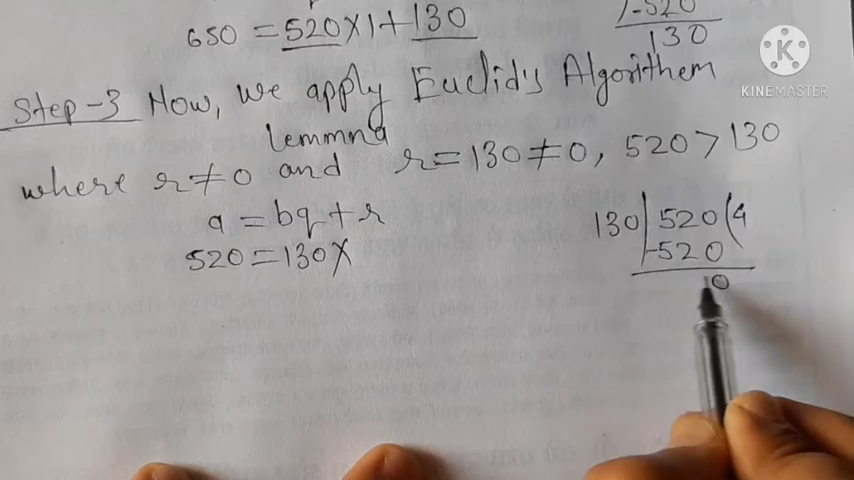 650 = 520×1+130
-520
130
KINEMASTER
Step-3 Now, we apply Euclid's Algorithem
lemmna
where r≠0 and r=130≠0, 520>130
a = bq+r
520=130×
130 520 4
-520
0